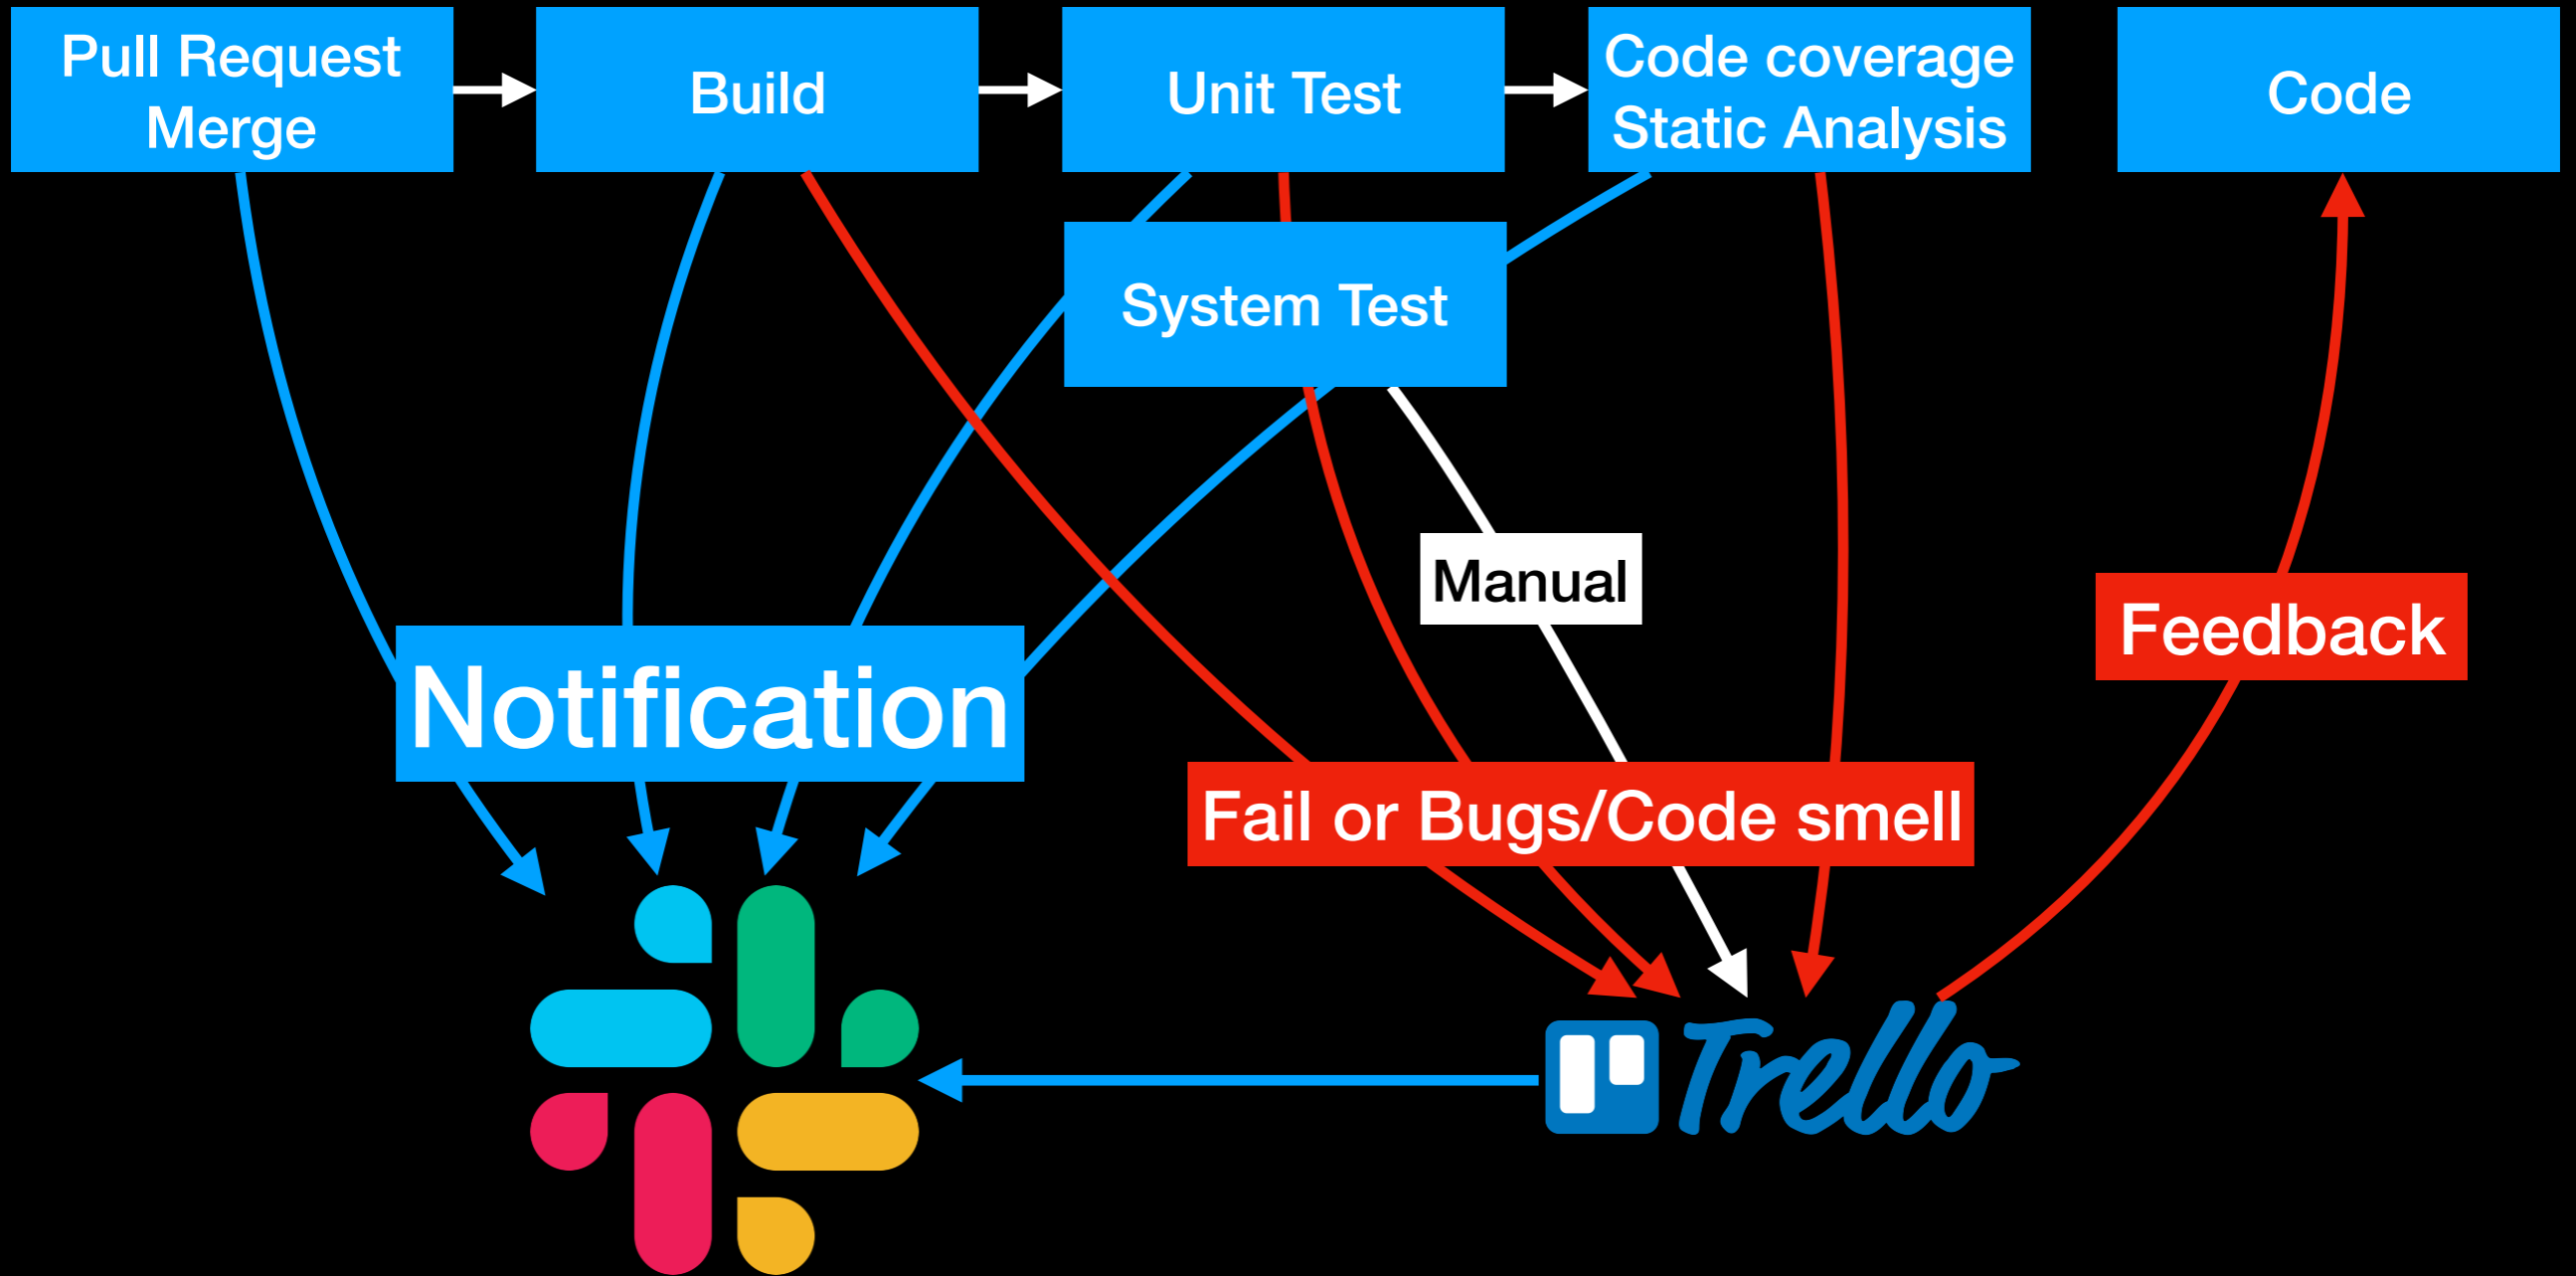 Pull Request
Merge
Build
Unit Test
Code coverage
Static Analysis
Code
System Test
Manual
Feedback
Notification
Fail or Bugs/Code smell
Trello